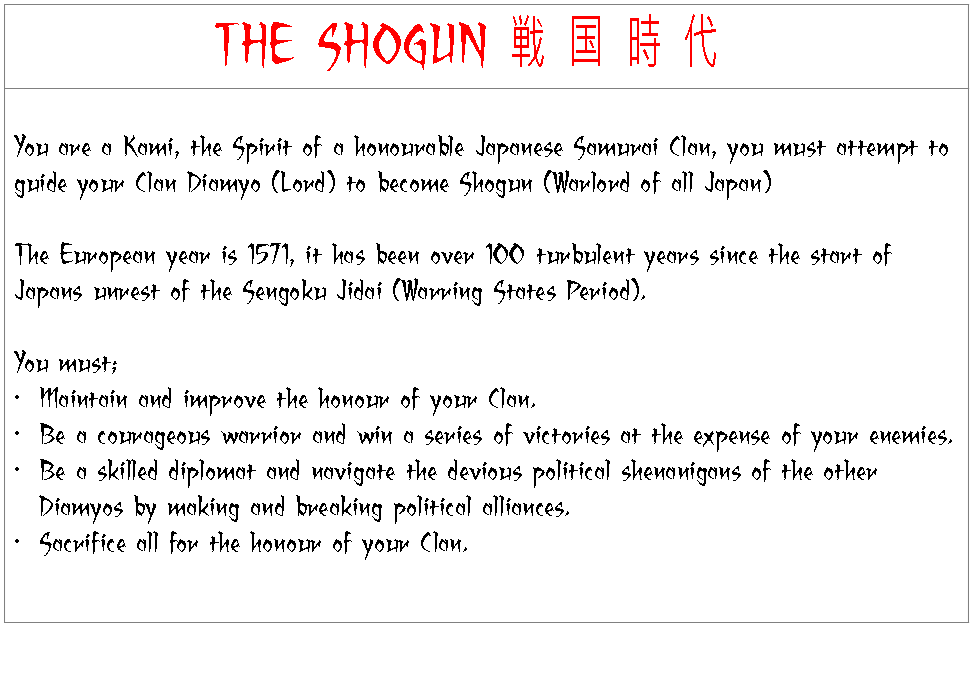 THE SHOGUN 戦国時代
You are a Kami, the Spirit of a honourable Japanese Samurai Clan, you must attempt to
guide your Clan Diamyo (Lord) to become Shogun (Warlord of all Japan)
The European year is 1571, it has been over 100 turbulent years since the start of
Japans unrest of the Sengoku Jidai (Warring States Period).
You must;
• Maintain and improve the honour of your Clan.
• Be a courageous warrior and win a series of victories at the expense of your enemies.
• Be a skilled diplomat and navigate the devious political shenanigans of the other
Diamyos by making and breaking political alliances.
• Sacrifice all for the honour of your Clan.